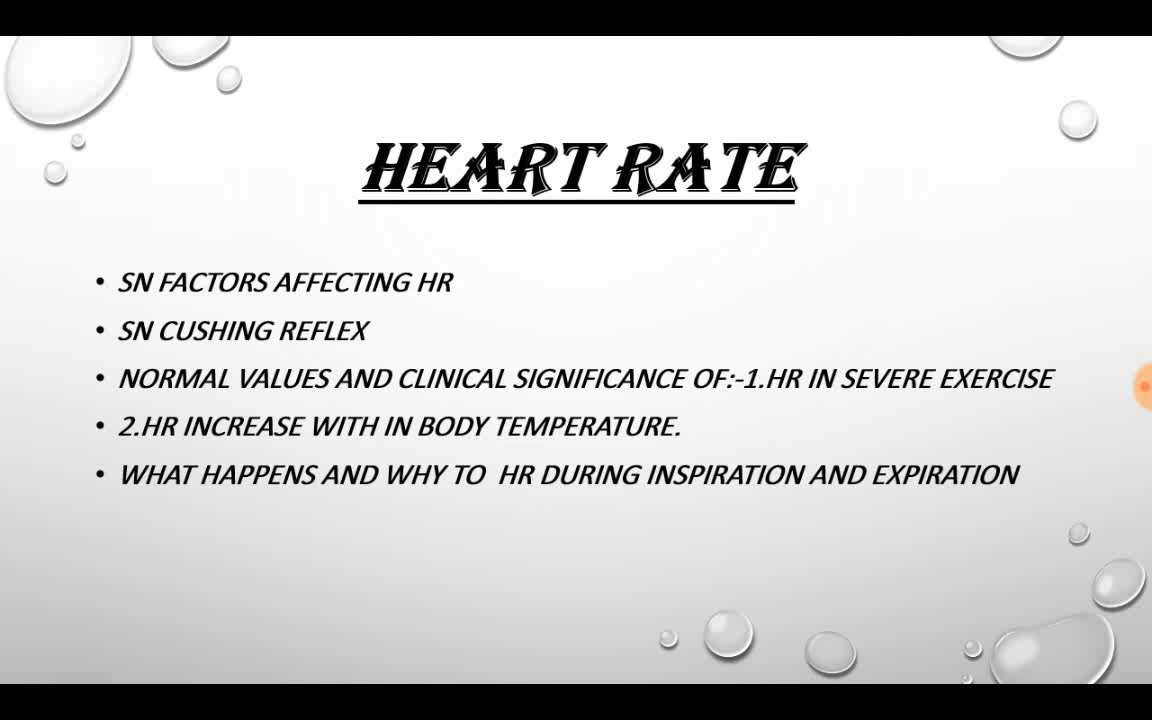 HEART RATE
• SN FACTORS AFFECTING HR
• SN CUSHING REFLEX
• NORMAL VALUES AND CLINICAL SIGNIFICANCE OF:-1.HR IN SEVERE EXERCISE
• 2.HR INCREASE WITH IN BODY TEMPERATURE.
• WHAT HAPPENS AND WHY TO HR DURING INSPIRATION AND EXPIRATION